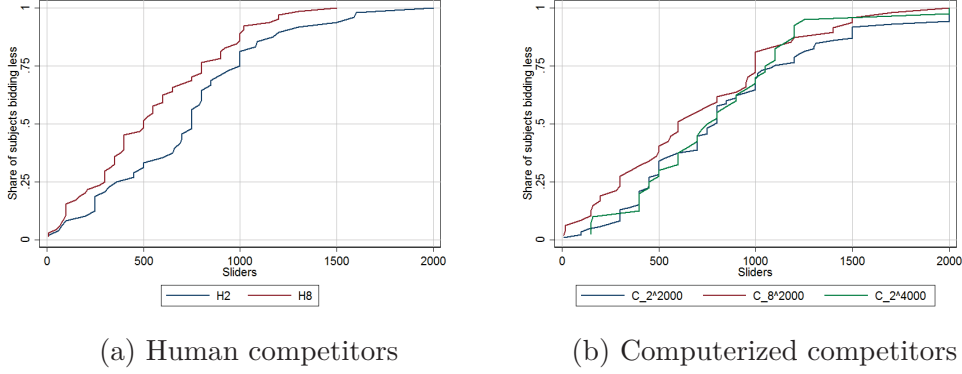 Share of subjects bidding less
1
.75
.5
.25
0
0 500 1000 1500 2000
Sliders
H2 H8
(a) Human competitors
Share of subjects bidding less
1
.75
.5
.25
0
0 500 1000 1500 2000
Sliders
C_2^2000 C_8^2000 C_2^4000
(b) Computerized competitors